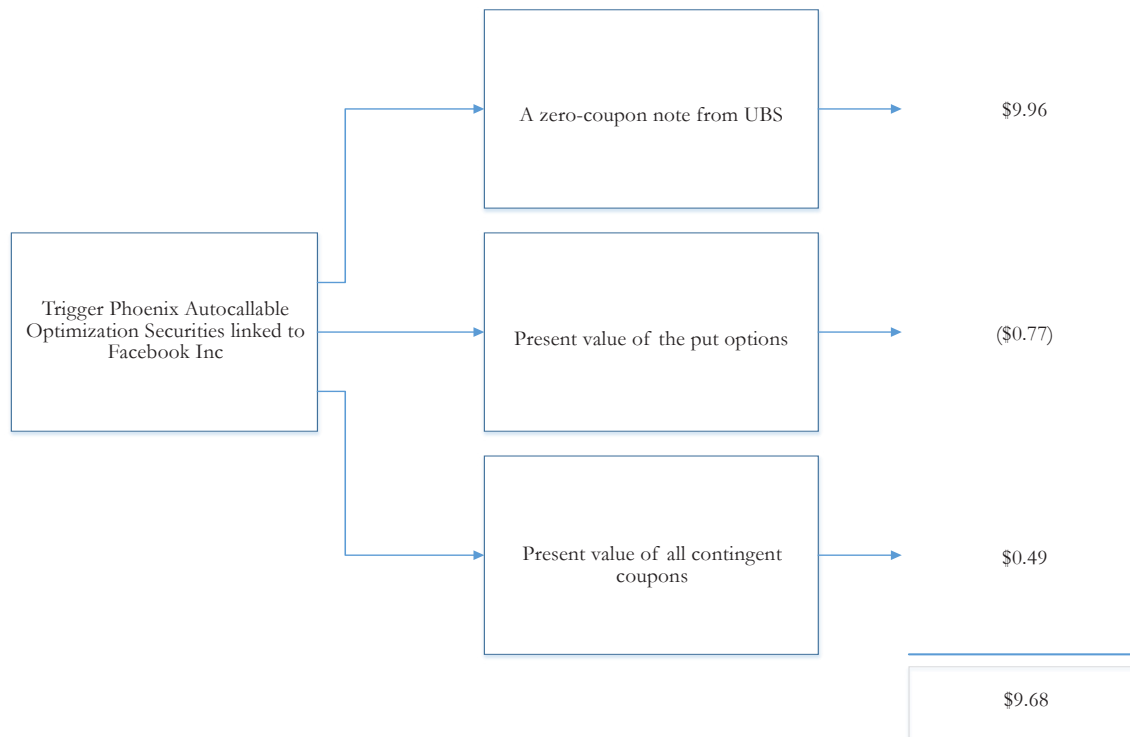 A zero-coupon note from UBS
$9.96
Trigger Phoenix Autocallable
Optimization Securities linked to
Facebook Inc
Present value of the put options
($0.77)
Present value of all contingent
coupons
$0.49
$9.68